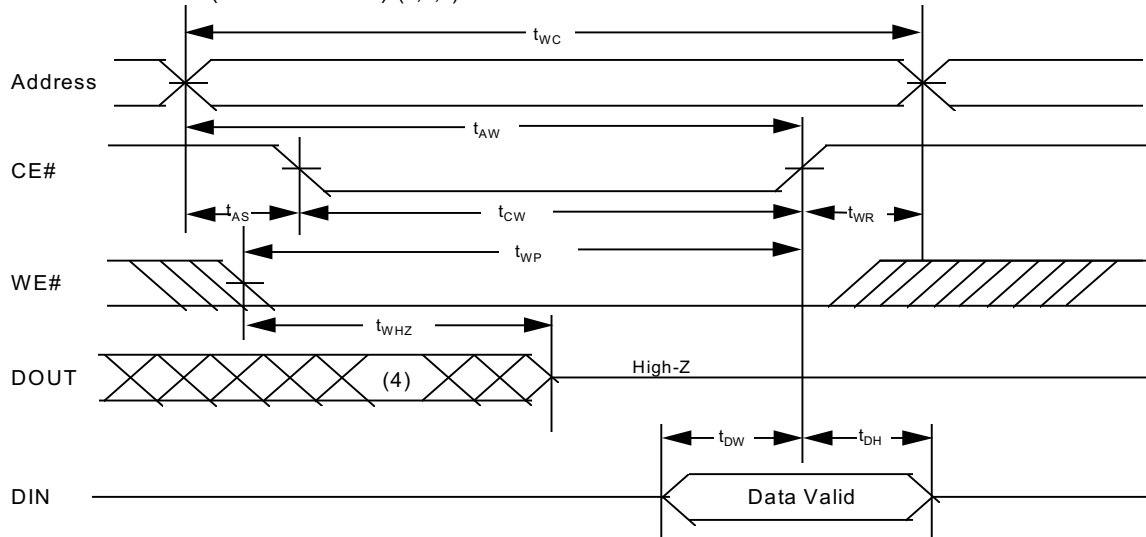 tWC
Address
tAW
CE#
tAS
tCW
tWR
tWP
WE#
tWHZ
DOUT
(4)
High-Z
tDW
tDH
DIN
Data Valid